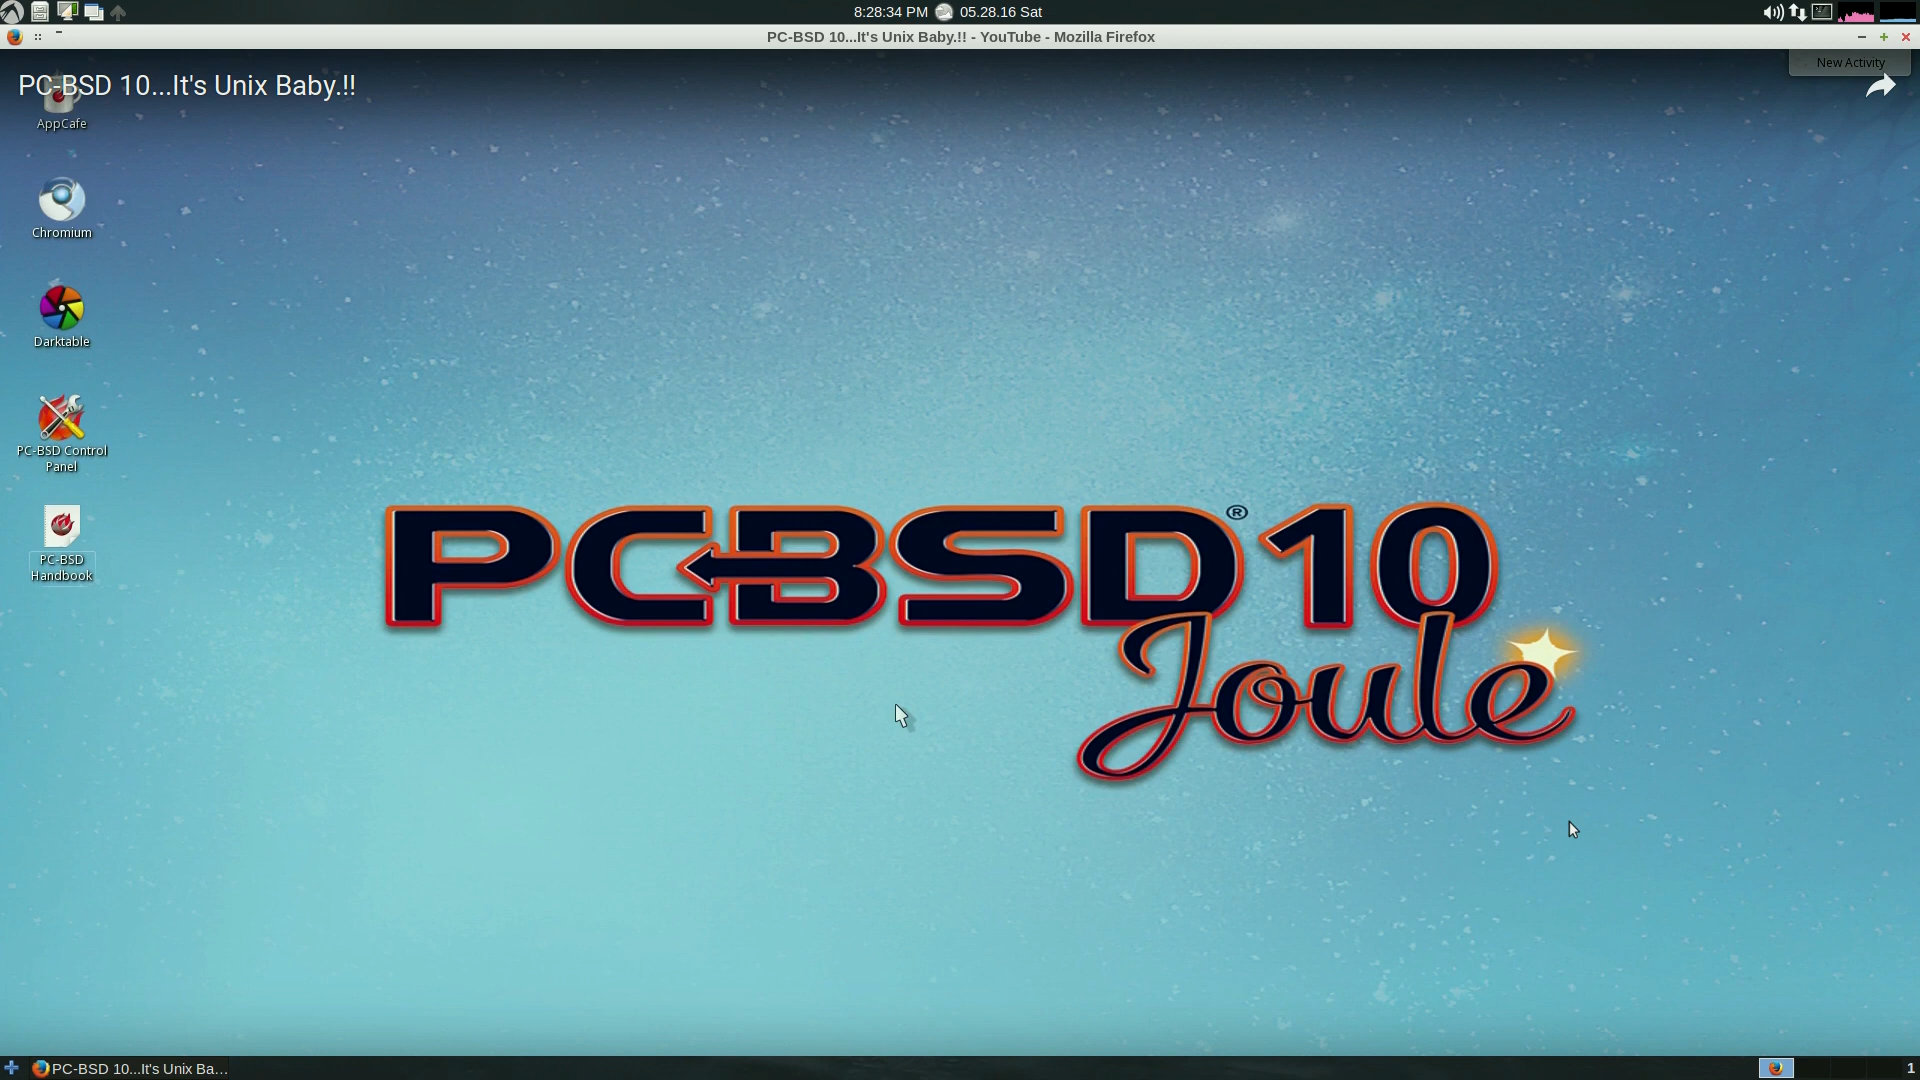 8:28:34 PM 05.28.16 Sat
PC-BSD 10...It's Unix Baby.!! - YouTube - Mozilla Firefox
New Activity
PC-BSD 10...It's Unix Baby.!!
AppCafe
Chromium
Darktable
PC-BSD Control
Panel
PC-BSD
Handbook
PCBSD®10
Joule
PC-BSD 10...It's Unix Ba...
1